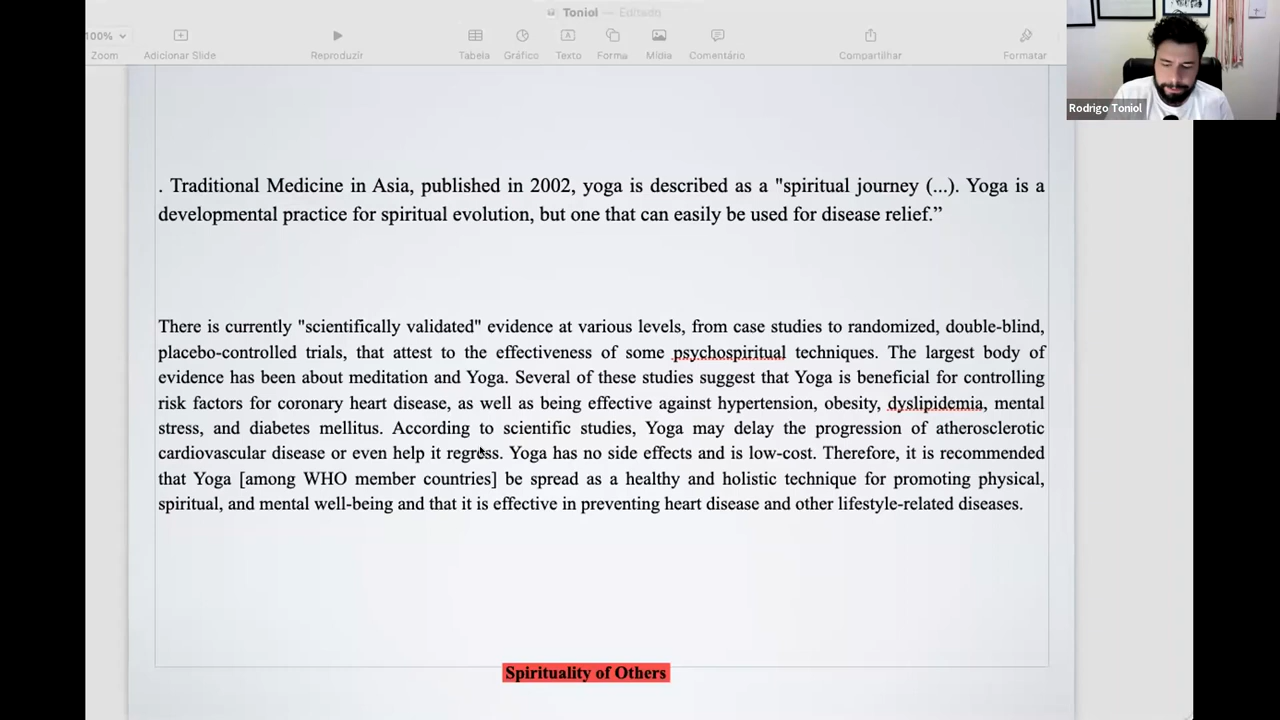 Toniol — Editado
100%
Zoom
Adicionar Slide
Reproduzir
Tabela
Gráfico
Texto
Forma
Mídia
Comentário
Compartilhar
Formatar
Rodrigo Toniol
. Traditional Medicine in Asia, published in 2002, yoga is described as a "spiritual journey (...). Yoga is a
developmental practice for spiritual evolution, but one that can easily be used for disease relief.”
There is currently "scientifically validated" evidence at various levels, from case studies to randomized, double-blind,
placebo-controlled trials, that attest to the effectiveness of some psychospiritual techniques. The largest body of
evidence has been about meditation and Yoga. Several of these studies suggest that Yoga is beneficial for controlling
risk factors for coronary heart disease, as well as being effective against hypertension, obesity, dyslipidemia, mental
stress, and diabetes mellitus. According to scientific studies, Yoga may delay the progression of atherosclerotic
cardiovascular disease or even help it regress. Yoga has no side effects and is low-cost. Therefore, it is recommended
that Yoga [among WHO member countries] be spread as a healthy and holistic technique for promoting physical,
spiritual, and mental well-being and that it is effective in preventing heart disease and other lifestyle-related diseases.
Spirituality of Others